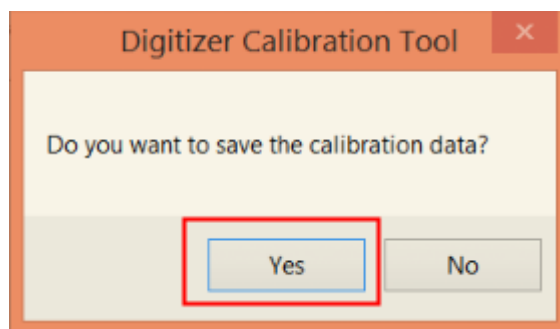 Digitizer Calibration Tool
Do you want to save the calibration data?
Yes
No